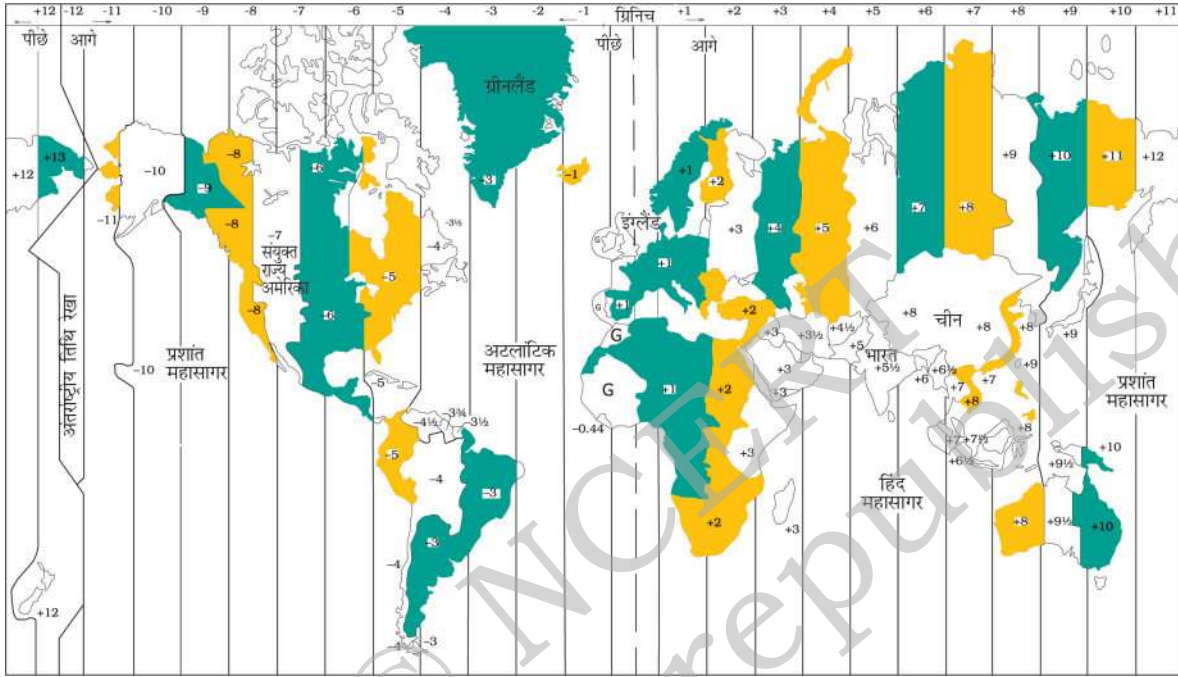 +12 -12 -11 -10 -9 -8 -7 -6 -5 -4 -3 -2 -1 ग्रिनिच +1 +2 +3 +4 +5 +6 +7 +8 +9 +10 +11
पीछे आगे पीछे आगे
ग्रीनलैंड
+12 +13 –11 –10 –9 –8 –8 –7 –6 –6 –5 –3 –1
–3½ –4
+1 +2 +3 +4 +5 +6 +7 +8 +9 +10 +11 +12
इंग्लैंड
G G
संयुक्त
राज्य
अमेरिका
–8
अंतर्राष्ट्रीय तिथि रेखा
प्रशांत
महासागर
–10
अटलांटिक
महासागर
–5
+1 +1 +2
G
G
+1 +2
+3 +3½ +4½ +5
+3
+3
भारत
+5½
चीन
+8 +8 +8
+9
+9
+6 +6½
+7 +7
+8
+8
प्रशांत
महासागर
–0.44
–4½ –3¾ –3½
–5
–4
–3
–3
–4
–4 –3
+3
+2
+3
हिंद
महासागर
+7 +7½
+6½
+9½
+10
+8 +9½ +10
+12
© NCERT
republish